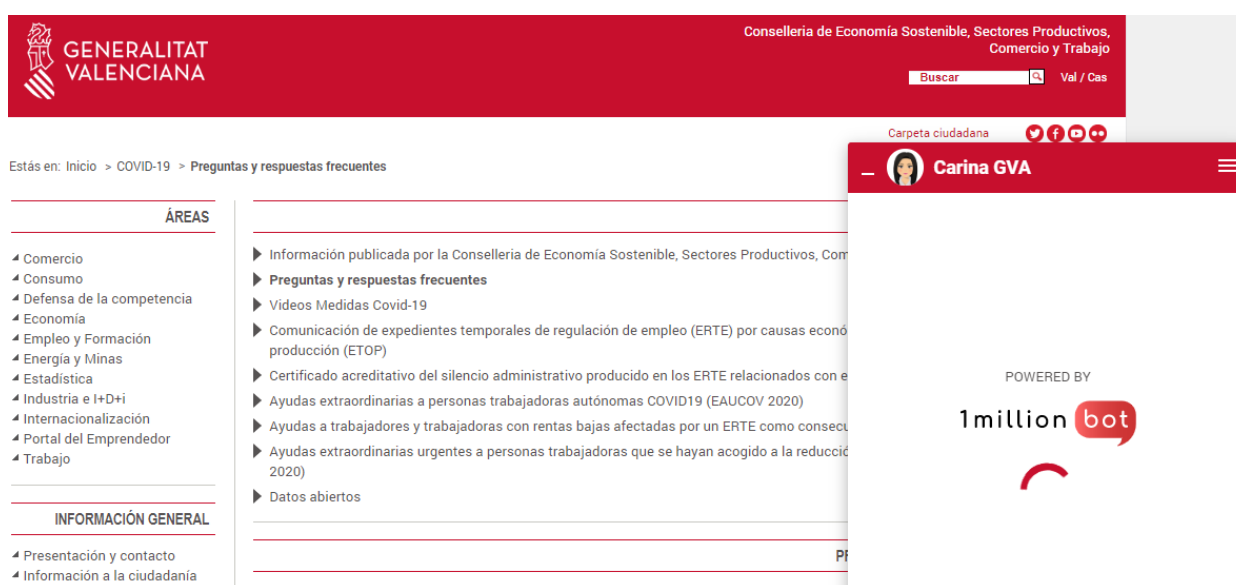 GENERALITAT
VALENCIANA
Conselleria de Economía Sostenible, Sectores Productivos,
Comercio y Trabajo
Buscar
Val / Cas
Carpeta ciudadana
Estás en: Inicio > COVID-19 > Preguntas y respuestas frecuentes
ÁREAS
Comercio
Consumo
Defensa de la competencia
Economía
Empleo y Formación
Energía y Minas
Estadística
Industria e I+D+i
Internacionalización
Portal del Emprendedor
Trabajo
INFORMACIÓN GENERAL
Presentación y contacto
Información a la ciudadanía
Información publicada por la Conselleria de Economía Sostenible, Sectores Productivos, Com
Preguntas y respuestas frecuentes
Videos Medidas Covid-19
Comunicación de expedientes temporales de regulación de empleo (ERTE) por causas econó
producción (ETOP)
Certificado acreditativo del silencio administrativo producido en los ERTE relacionados con e
Ayudas extraordinarias a personas trabajadoras autónomas COVID19 (EAUCOV 2020)
Ayudas a trabajadores y trabajadoras con rentas bajas afectadas por un ERTE como consecu
Ayudas extraordinarias urgentes a personas trabajadoras que se hayan acogido a la reducció
2020)
Datos abiertos
PR
Carina GVA
POWERED BY
1million bot